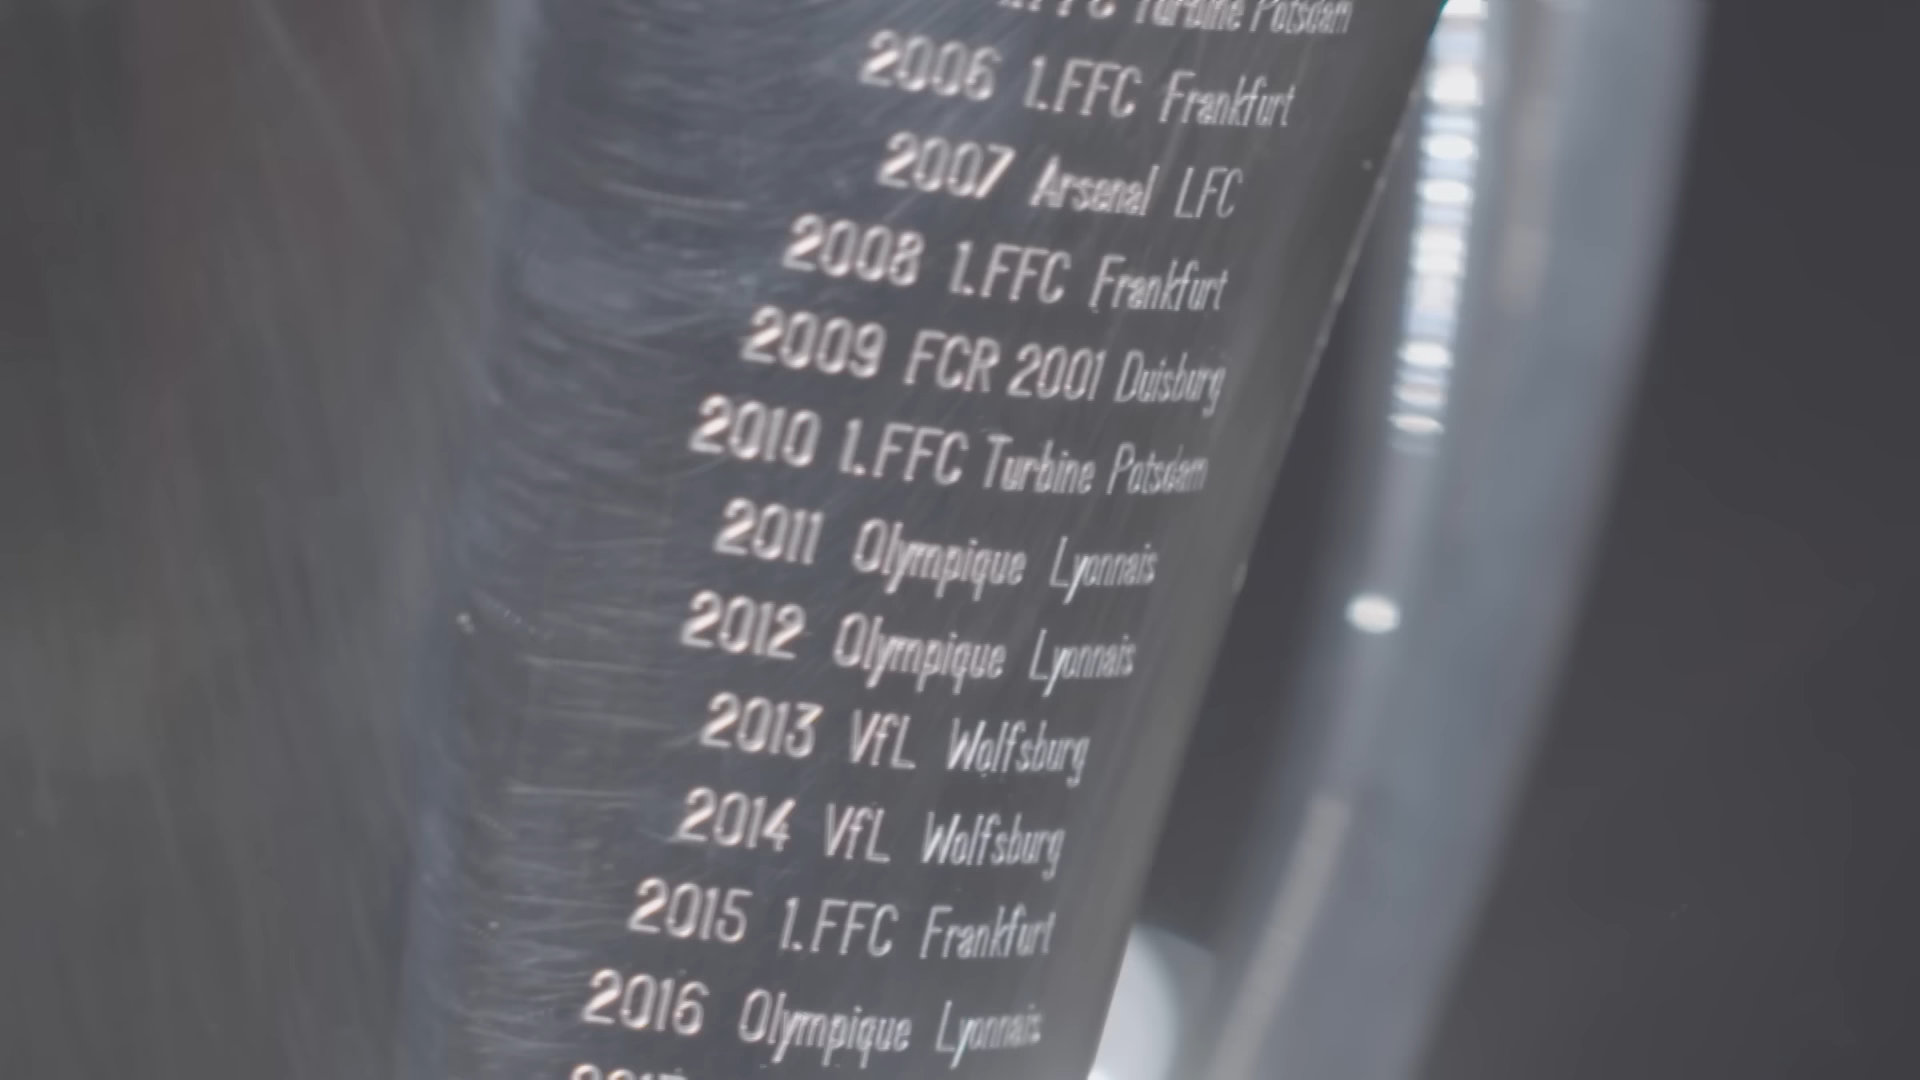 Turbine Potsdam
2006 1.FFC Frankfurt
2007 Arsenal LFC
2008 1.FFC Frankfurt
2009 FCR 2001 Duisburg
2010 1.FFC Turbine Potsdam
2011 Olympique Lyonnais
2012 Olympique Lyonnais
2013 VfL Wolfsburg
2014 VfL Wolfsburg
2015 1.FFC Frankfurt
2016 Olympique Lyonnais